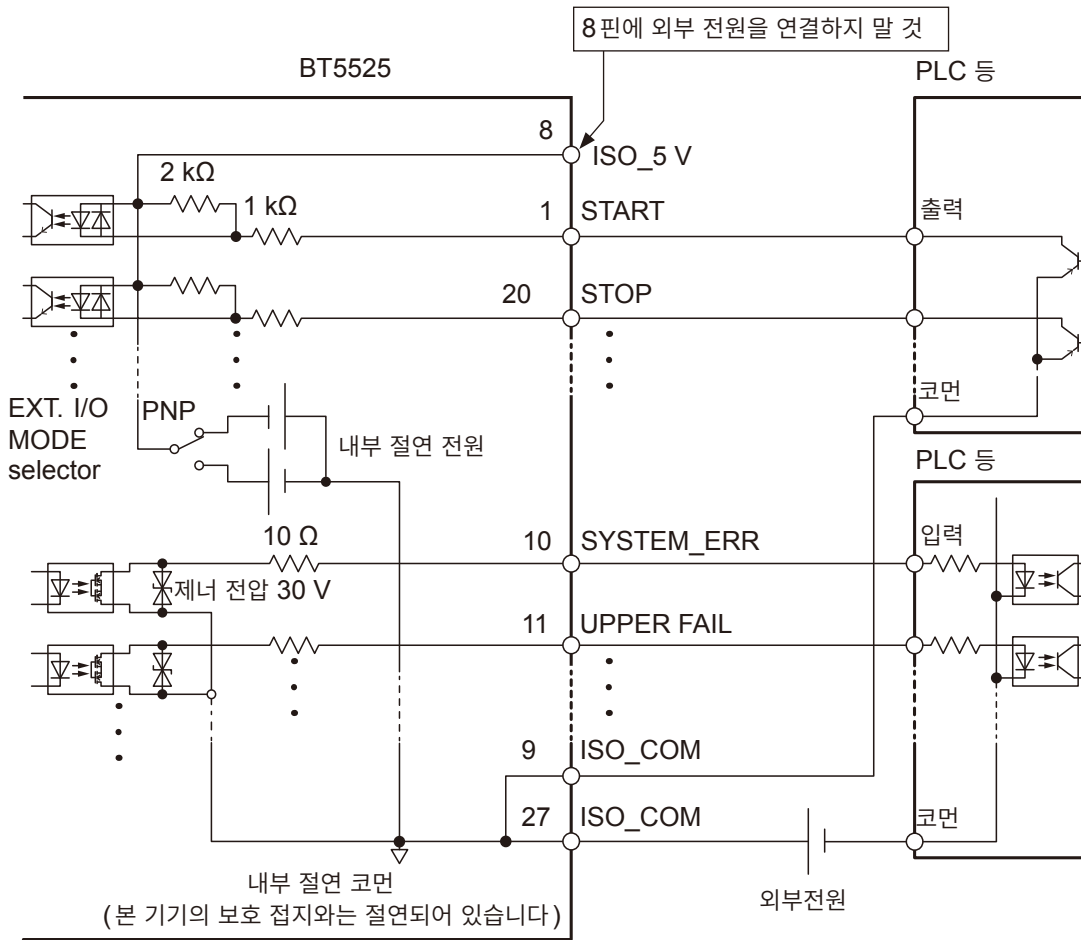 8핀에 외부 전원을 연결하지 말 것
BT5525
PLC 등
8
ISO_5 V
2 kΩ
1 kΩ
1
START
출력
20
STOP
EXT. I/O
MODE
selector
PNP
내부 절연 전원
코먼
PLC 등
10 Ω
10
SYSTEM_ERR
입력
제너 전압 30 V
11
UPPER FAIL
9
ISO_COM
27
ISO_COM
코먼
내부 절연 코먼
(본 기기의 보호 접지와는 절연되어 있습니다)
외부전원